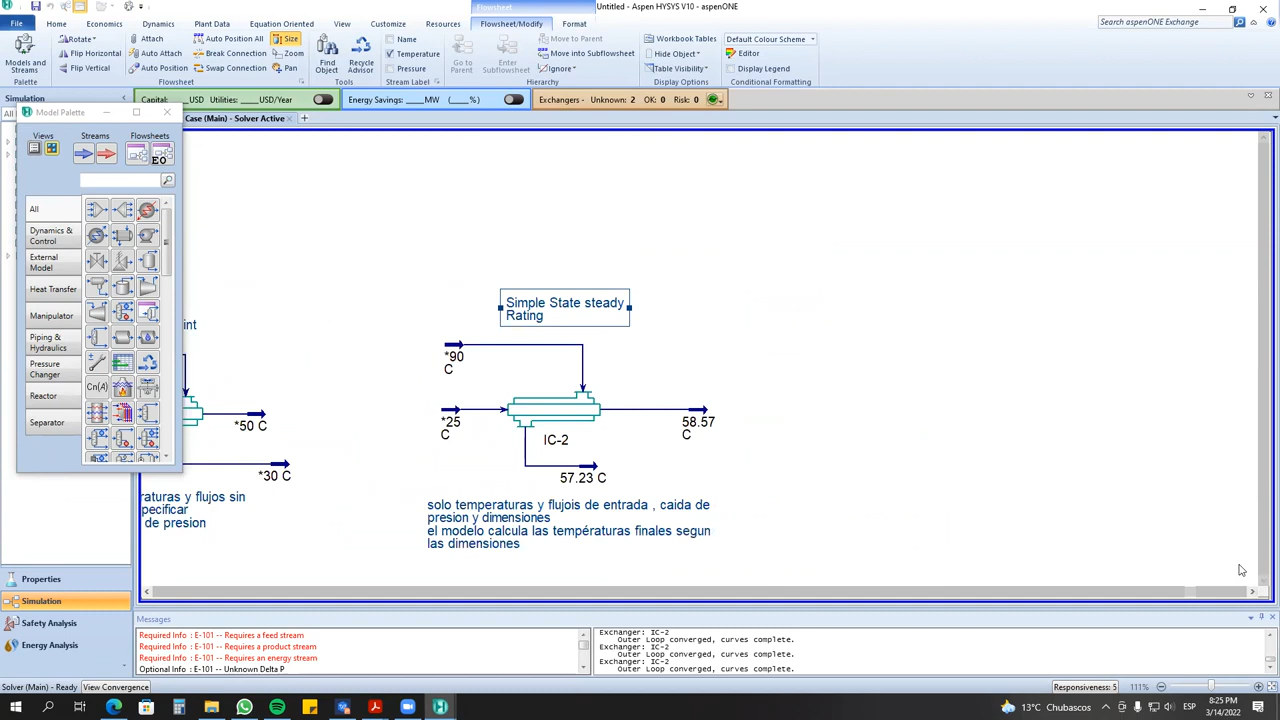 Flowsheet
Untitled - Aspen HYSYS V10 - aspenONE
File
Home
Economics
Dynamics
Plant Data
Equation Oriented
View
Customize
Resources
Flowsheet/Modify
Format
Search aspenONE Exchange
Models and
Streams
Rotate
Flip Horizontal
Flip Vertical
Attach
Auto Attach
Auto Position
Auto Position All
Break Connection
Swap Connection
Size
Zoom
Pan
Find
Object
Recycle
Advisor
Name
Temperature
Pressure
Go to
Parent
Enter
Subflowsheet
Move to Parent
Move into Subflowsheet
Ignore
Workbook Tables
Hide Object
Table Visibility
Default Colour Scheme
Editor
Display Legend
Palette
Flowsheet
Tools
Stream Label
Hierarchy
Display Options
Conditional Formatting
Simulation
Capital: ____USD Utilities: ____USD/Year
Energy Savings: ____MW (____%)
Exchangers - Unknown: 2 OK: 0 Risk: 0
All
Model Palette
Case (Main) - Solver Active
Views
Streams
Flowsheets
EO
All
Dynamics &
Control
External
Model
Heat Transfer
Manipulator
Piping &
Hydraulics
Pressure
Changer
Reactor
Separator
Cn(A)
int
*50 C
*30 C
raturas y flujos sin
pecificar
de presion
Simple State steady
Rating
*90
C
*25
C
IC-2
58.57
C
57.23 C
solo temperaturas y flujois de entrada , caida de
presion y dimensiones
el modelo calcula las températuras finales segun
las dimensiones
Properties
Simulation
Safety Analysis
Energy Analysis
Messages
Required Info : E-101 -- Requires a feed stream
Required Info : E-101 -- Requires a product stream
Required Info : E-101 -- Requires an energy stream
Optional Info : E-101 -- Unknown Delta P
Exchanger: IC-2
Outer Loop converged, curves complete.
Exchanger: IC-2
Outer Loop converged, curves complete.
Exchanger: IC-2
Outer Loop converged, curves complete.
Solver (Main) - Ready
View Convergence
Responsiveness: 5
111%
13°C Chubascos
ESP
8:25 PM
3/14/2022